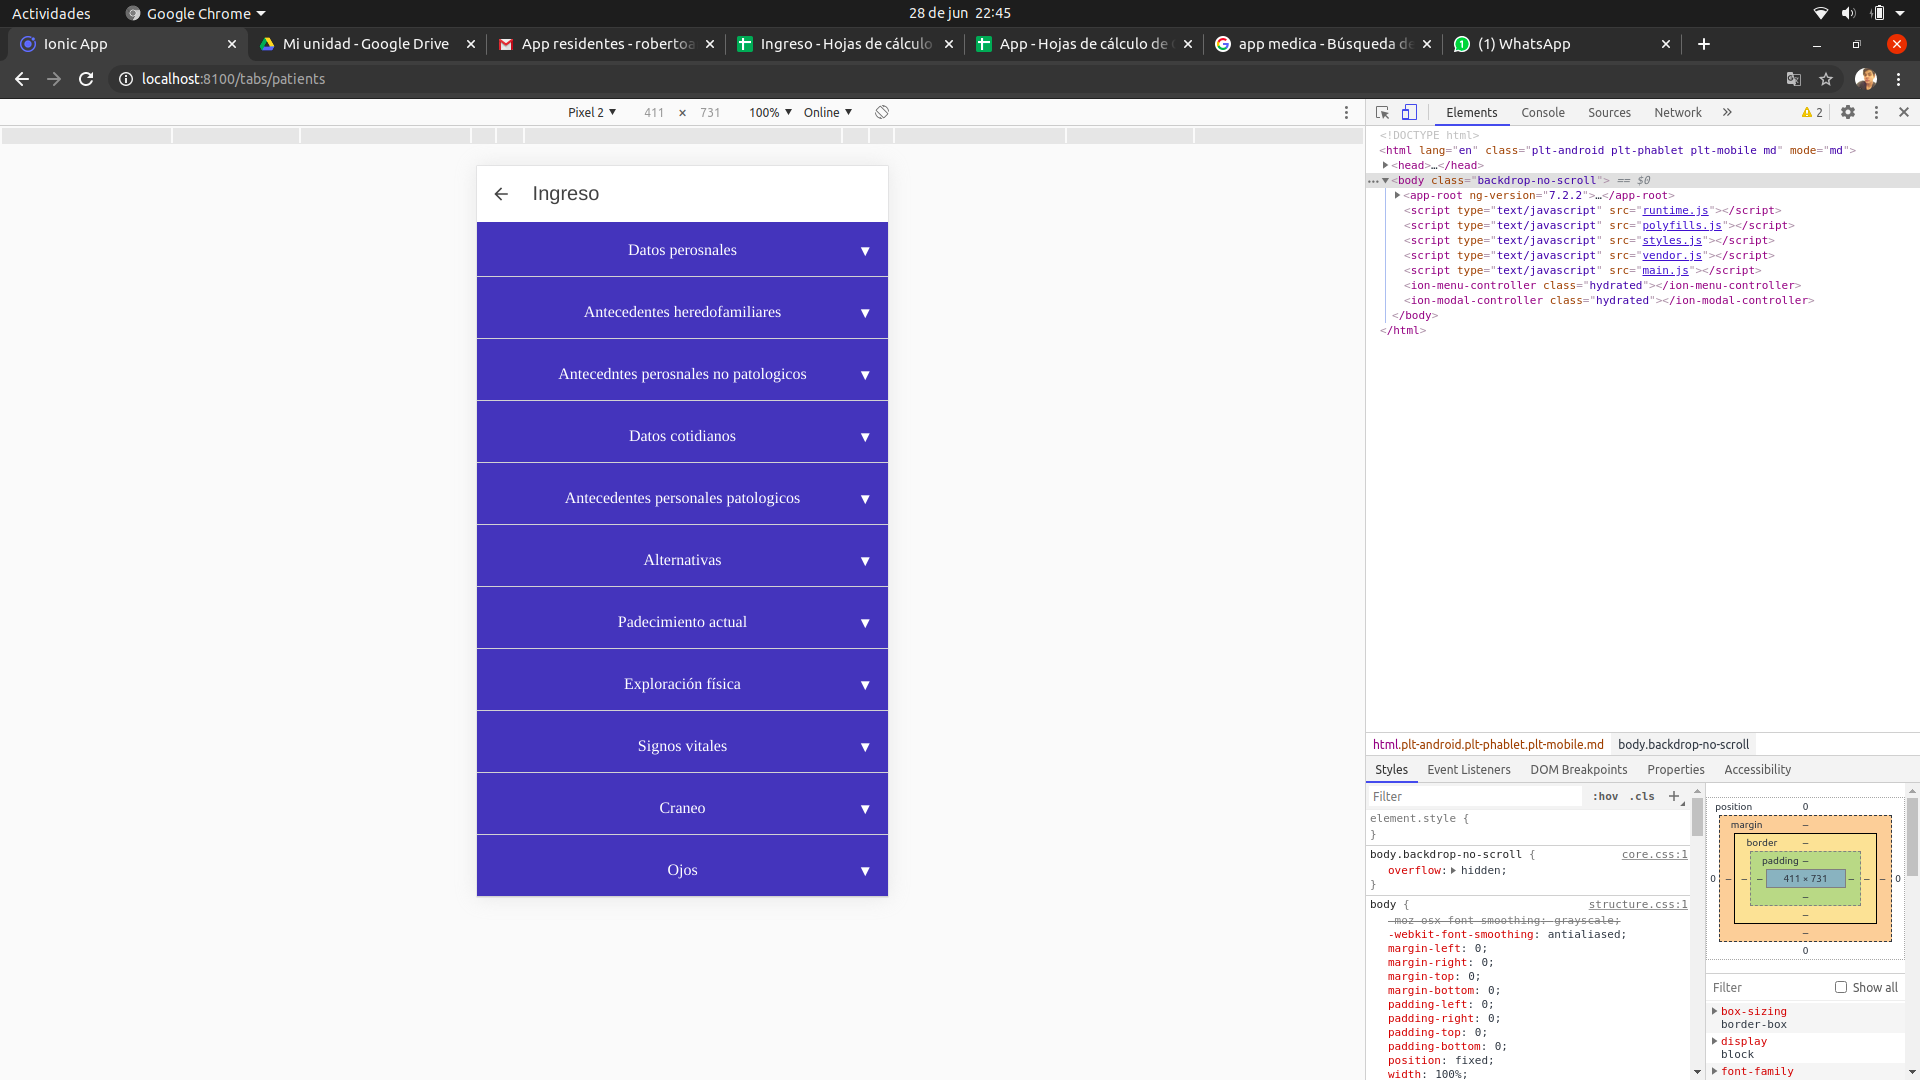 Actividades
Google Chrome
28 de jun 22:45
Ionic App
Mi unidad - Google Drive
App residentes - robertoa
Ingreso - Hojas de cálculo
App - Hojas de cálculo de
app medica - Búsqueda de
(1) WhatsApp
localhost:8100/tabs/patients
Pixel 2
411 × 731
100%
Online
Elements
Console
Sources
Network
2
Ingreso
Datos perosnales
Antecedentes heredofamiliares
Antecedntes perosnales no patologicos
Datos cotidianos
Antecedentes personales patologicos
Alternativas
Padecimiento actual
Exploración física
Signos vitales
Craneo
Ojos
<!DOCTYPE html>
<html lang="en" class="plt-android plt-phablet plt-mobile md" mode="md">
<head>…</head>
<body class="backdrop-no-scroll"> == $0
<app-root ng-version="7.2.2">…</app-root>
<script type="text/javascript" src="runtime.js"></script>
<script type="text/javascript" src="polyfills.js"></script>
<script type="text/javascript" src="styles.js"></script>
<script type="text/javascript" src="vendor.js"></script>
<script type="text/javascript" src="main.js"></script>
<ion-menu-controller class="hydrated"></ion-menu-controller>
<ion-modal-controller class="hydrated"></ion-modal-controller>
</body>
</html>
html.plt-android.plt-phablet.plt-mobile.md
body.backdrop-no-scroll
Styles
Event Listeners
DOM Breakpoints
Properties
Accessibility
Filter
:hov .cls +
element.style {
}
body.backdrop-no-scroll { core.css:1
overflow: hidden;
}
body { structure.css:1
-moz-osx-font-smoothing: grayscale;
-webkit-font-smoothing: antialiased;
margin-left: 0;
margin-right: 0;
margin-top: 0;
margin-bottom: 0;
padding-left: 0;
padding-right: 0;
padding-top: 0;
padding-bottom: 0;
position: fixed;
width: 100%;
position 0
margin –
border –
padding –
0 – – – 411 × 731 – – – 0
–
–
–
0
Filter
Show all
box-sizing
border-box
display
block
font-family